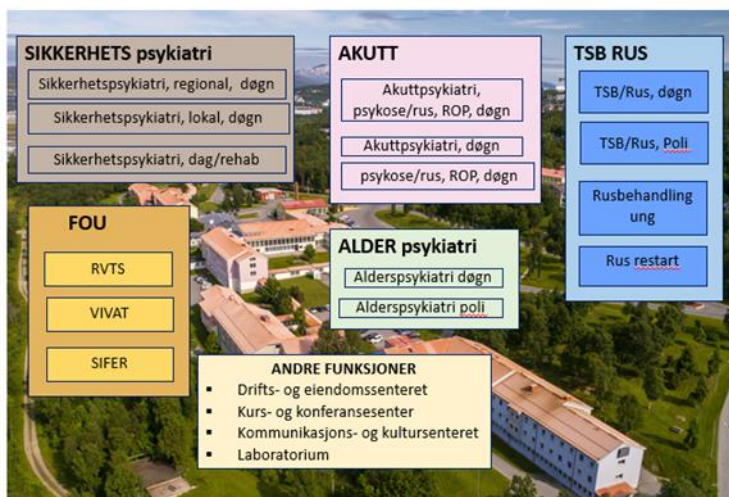 SIKKERHETS psykiatri
Sikkerhetspsykiatri, regional, døgn
Sikkerhetspsykiatri, lokal, døgn
Sikkerhetspsykiatri, dag/rehab
AKUTT
Akuttpsykiatri,
psykose/rus, ROP, døgn
Akuttpsykiatri, døgn
psykose/rus, ROP, døgn
TSB RUS
TSB/Rus, døgn
TSB/Rus, Poli
Rusbehandling
ung
Rus restart
FOU
RVTS
VIVAT
SIFER
ALDER psykiatri
Alderspsykiatri døgn
Alderspsykiatri poli
ANDRE FUNKSJONER
▪ Drifts- og eiendomssenteret
▪ Kurs- og konferansesenter
▪ Kommunikasjons- og kultursenteret
▪ Laboratorium